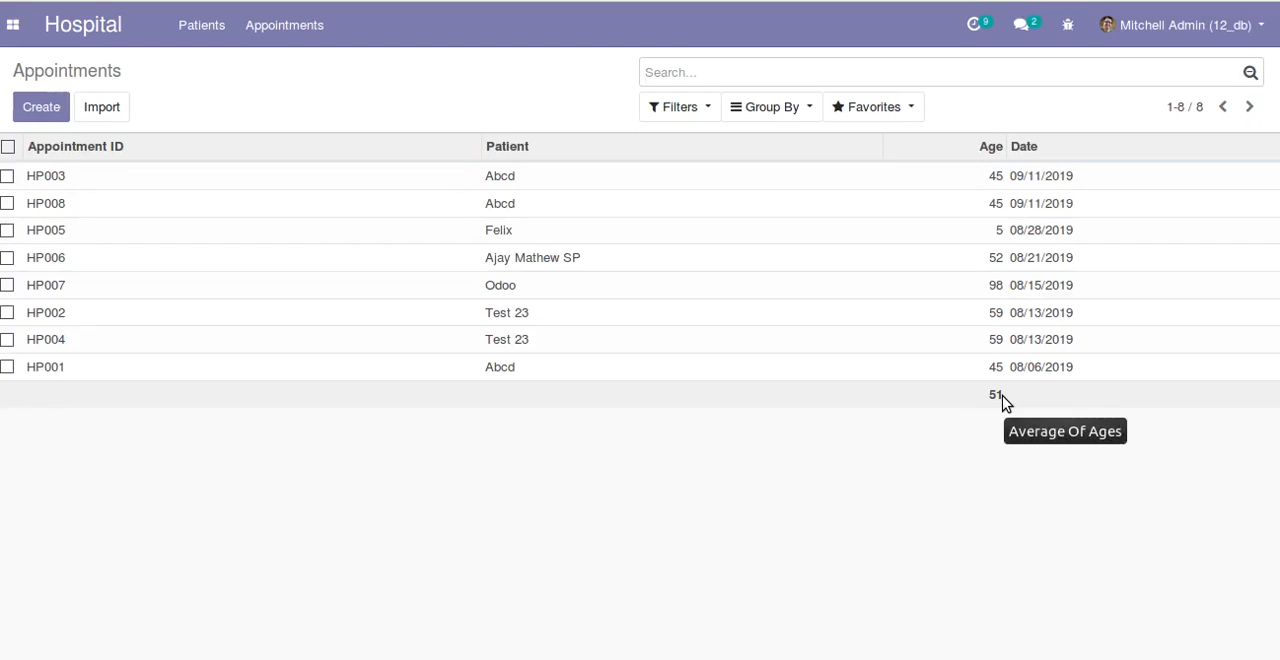 Hospital Patients Appointments 9 2 Mitchell Admin (12_db)
Appointments Search...
Create Import Filters Group By Favorites 1-8 / 8
Appointment ID Patient Age Date
HP003 Abcd 45 09/11/2019
HP008 Abcd 45 09/11/2019
HP005 Felix 5 08/28/2019
HP006 Ajay Mathew SP 52 08/21/2019
HP007 Odoo 98 08/15/2019
HP002 Test 23 59 08/13/2019
HP004 Test 23 59 08/13/2019
HP001 Abcd 45 08/06/2019
51
Average Of Ages